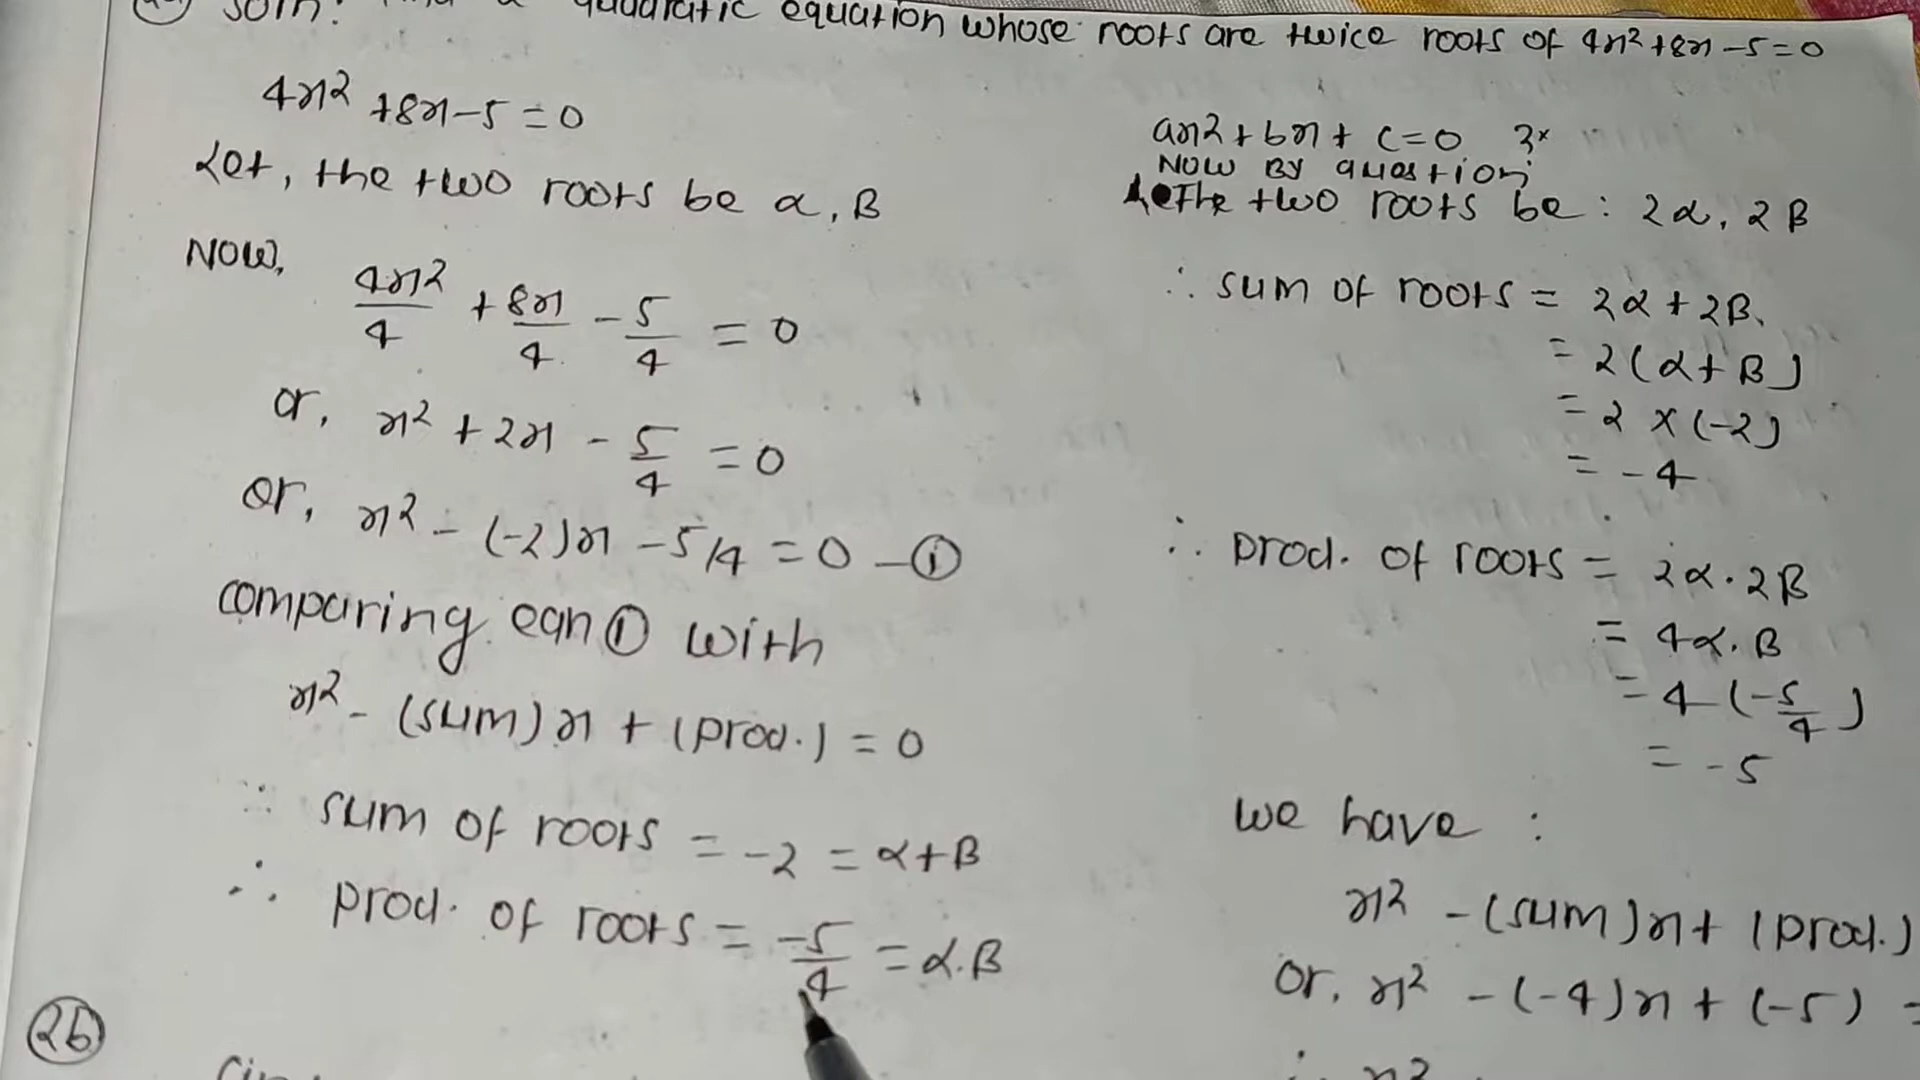 soln: Find a quadratic equation whose roots are twice roots of 4x²+8x-5=0
4x² +8x-5=0
Let, the two roots be α, β
Now,
4x²/4 + 8x/4 - 5/4 = 0
or, x² + 2x - 5/4 = 0
or, x² - (-2)x - 5/4 = 0 - ①
comparing eqn ① with
x² - (sum)x + (prod.) = 0
∴ sum of roots = -2 = α+β
∴ prod. of roots = -5/4 = α.β
(26)
ax²+bx+c=0
Now By question;
The two roots be: 2α, 2β
∴ sum of roots = 2α+2β.
= 2(α+β)
= 2 x (-2)
= -4
∴ prod. of roots = 2α.2β
= 4α.β
= 4(-5/4)
= -5
we have :
x² - (sum)x + (prod.)
or, x² - (-4)x + (-5) =
∴ x²